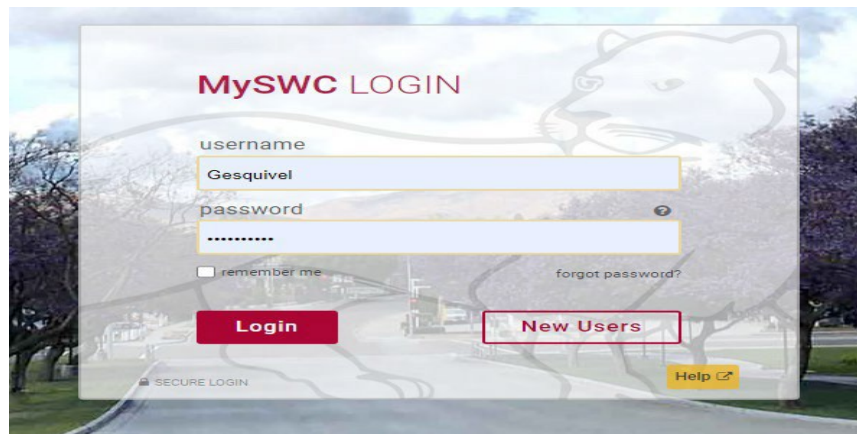 MySWC LOGIN
username
Gesquivel
password
••••••••••
remember me
forgot password?
Login
New Users
SECURE LOGIN
Help